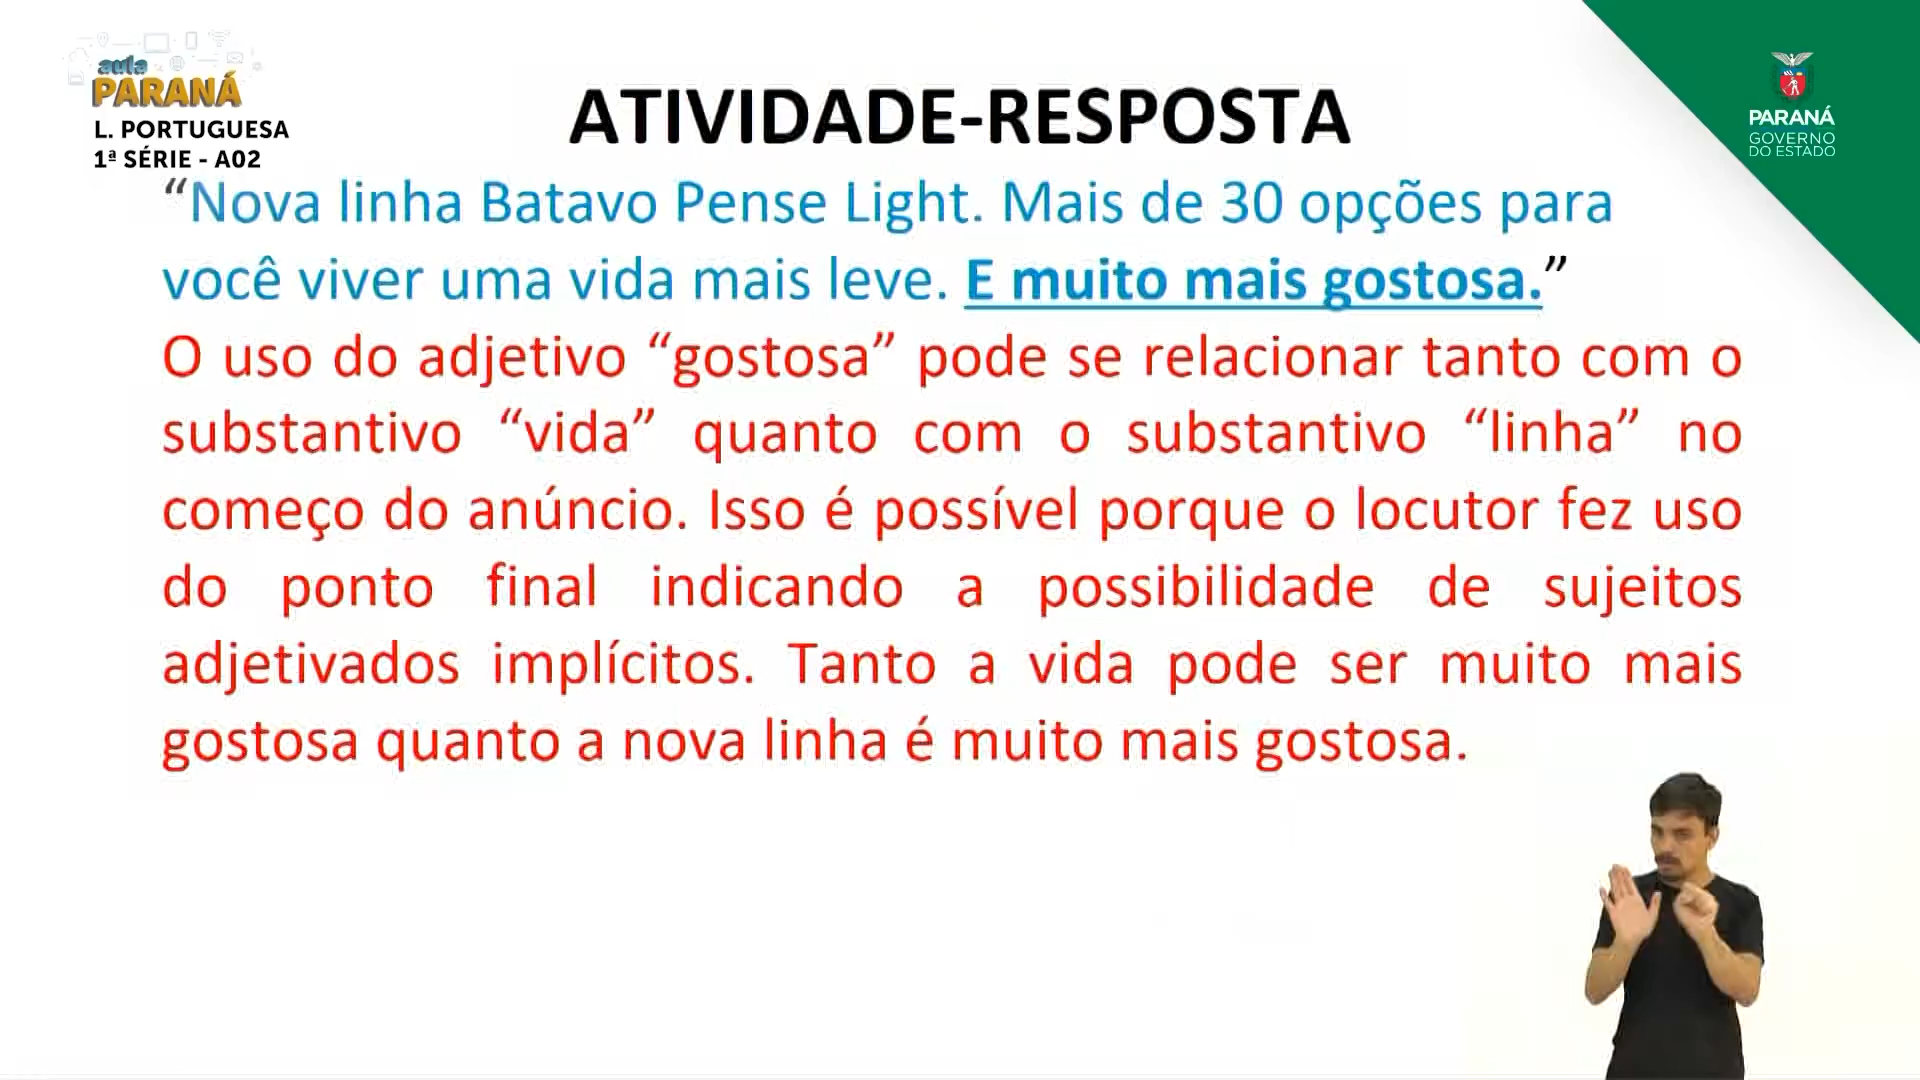 aula
PARANÁ
L. PORTUGUESA
1ª SÉRIE - A02
PARANÁ
GOVERNO
DO ESTADO
ATIVIDADE-RESPOSTA
“Nova linha Batavo Pense Light. Mais de 30 opções para
você viver uma vida mais leve. E muito mais gostosa.”
O uso do adjetivo “gostosa” pode se relacionar tanto com o
substantivo “vida” quanto com o substantivo “linha” no
começo do anúncio. Isso é possível porque o locutor fez uso
do ponto final indicando a possibilidade de sujeitos
adjetivados implícitos. Tanto a vida pode ser muito mais
gostosa quanto a nova linha é muito mais gostosa.